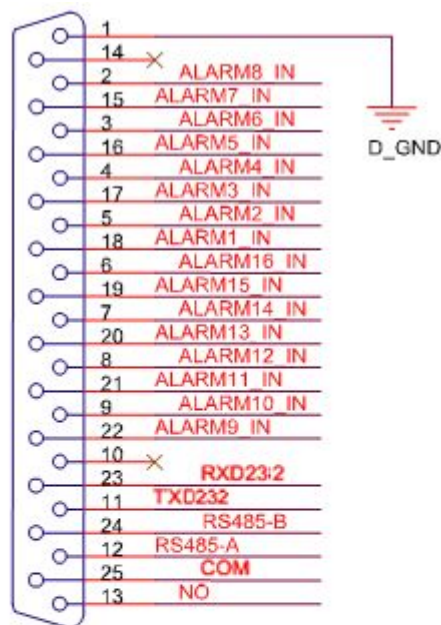 1
14
D_GND
2 ALARM8_IN
15 ALARM7_IN
3 ALARM6_IN
16 ALARM5_IN
4 ALARM4_IN
17 ALARM3_IN
5 ALARM2_IN
18 ALARM1_IN
6 ALARM16_IN
19 ALARM15_IN
7 ALARM14_IN
20 ALARM13_IN
8 ALARM12_IN
21 ALARM11_IN
9 ALARM10_IN
22 ALARM9_IN
10
23 RXD232
11 TXD232
24 RS485-B
12 RS485-A
25 COM
13 NO